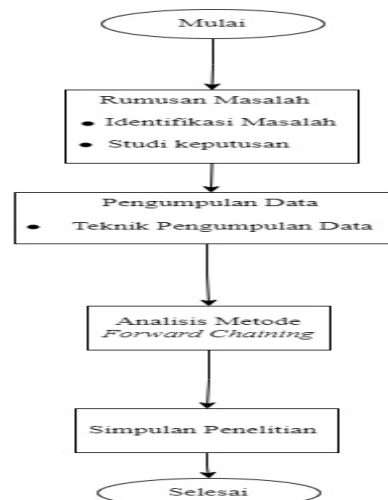 Mulai
Rumusan Masalah
• Identifikasi Masalah
• Studi keputusan
Pengumpulan Data
• Teknik Pengumpulan Data
Analisis Metode
Forward Chaining
Simpulan Penelitian
Selesai